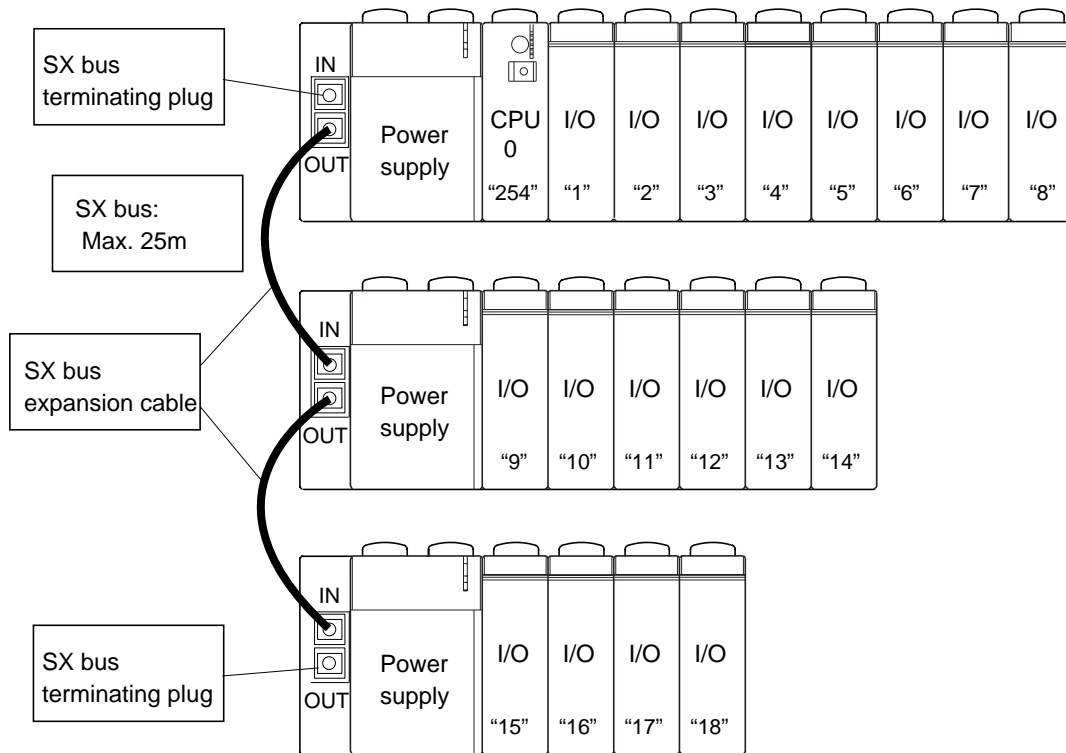 SX bus
terminating plug
IN
OUT
Power
supply
CPU
0
“254”
I/O
“1”
I/O
“2”
I/O
“3”
I/O
“4”
I/O
“5”
I/O
“6”
I/O
“7”
I/O
“8”
SX bus:
Max. 25m
SX bus
expansion cable
IN
OUT
Power
supply
I/O
“9”
I/O
“10”
I/O
“11”
I/O
“12”
I/O
“13”
I/O
“14”
SX bus
terminating plug
IN
OUT
Power
supply
I/O
“15”
I/O
“16”
I/O
“17”
I/O
“18”